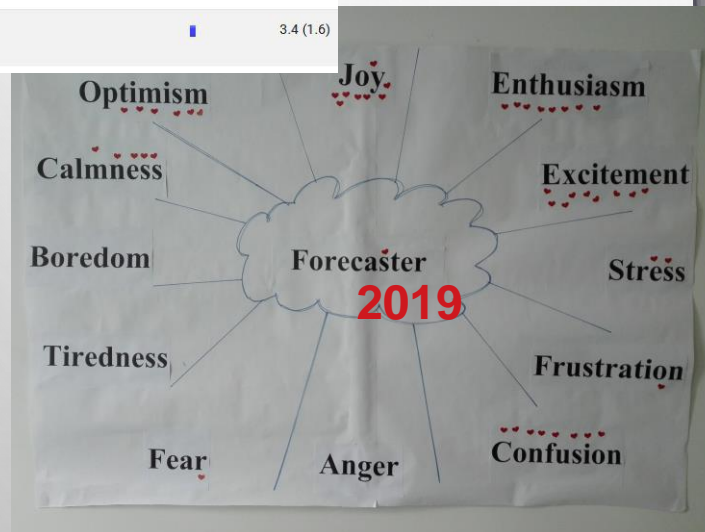 3.4 (1.6)
Joy
Optimism
Enthusiasm
Calmness
Excitement
Boredom
Forecaster
Stress
2019
Tiredness
Frustration
Fear
Anger
Confusion